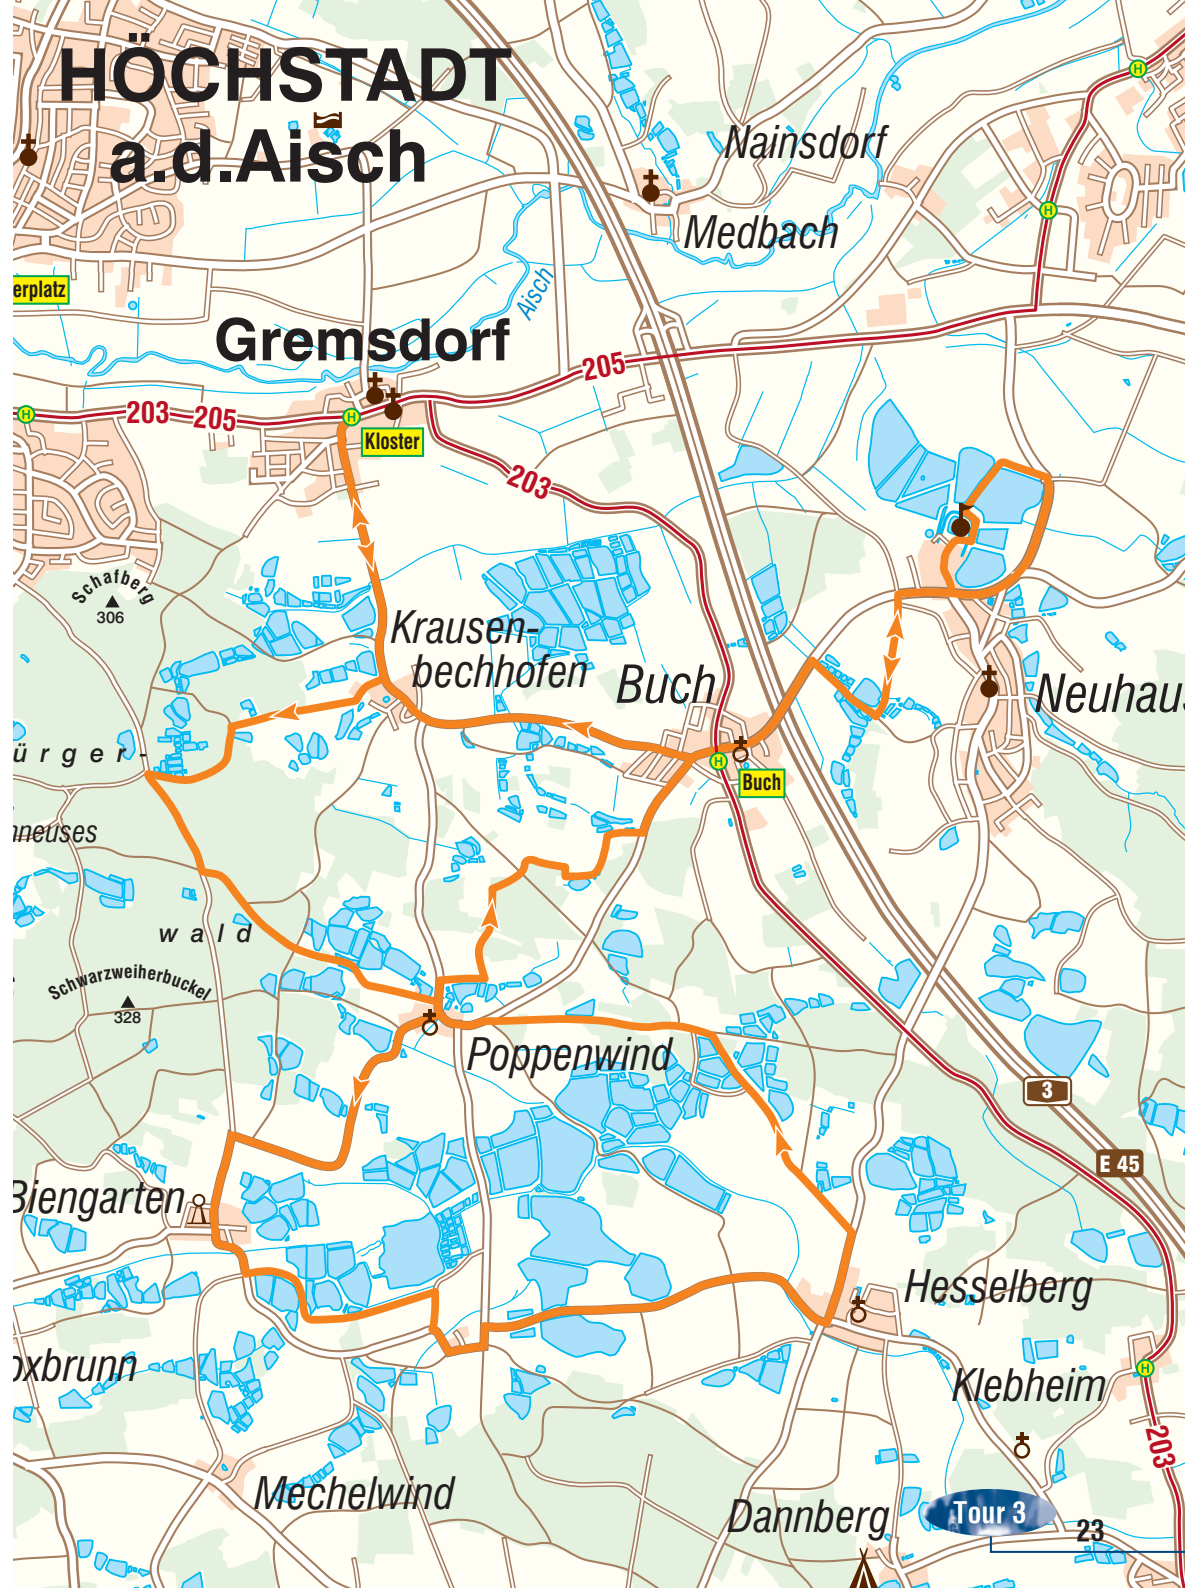 HÖCHSTADT
a.d.Aisch
Nainsdorf
Medbach
erplatz
Aisch
Gremsdorf
205
203
205
Kloster
203
Schafberg
306
Krausen-
bechhofen
Buch
Neuhaus
ürger-
Buch
nneuses
wald
Schwarzweiherbuckel
328
Poppenwind
3
E 45
Biengarten
Hesselberg
oxbrunn
Klebheim
203
Mechelwind
Dannberg
Tour 3
23
H
H
H
H
H
H